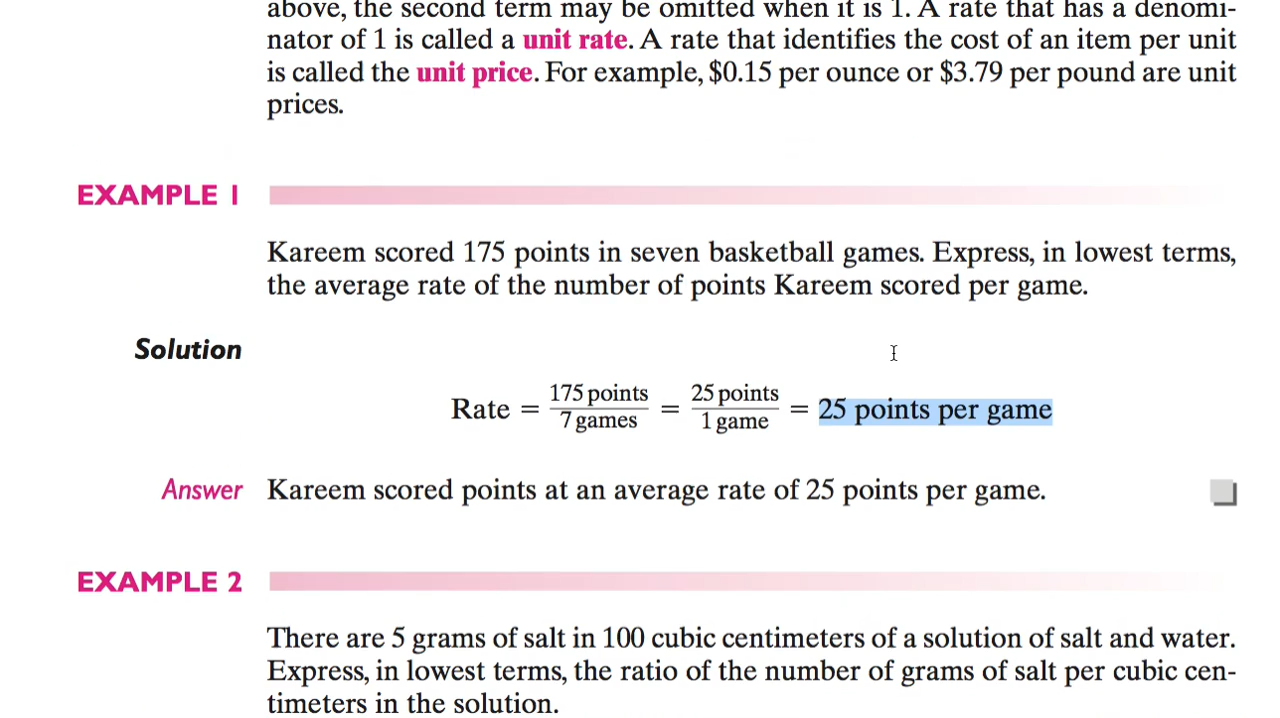 above, the second term may be omitted when it is 1. A rate that has a denomi-
nator of 1 is called a unit rate. A rate that identifies the cost of an item per unit
is called the unit price. For example, $0.15 per ounce or $3.79 per pound are unit
prices.
EXAMPLE 1
Kareem scored 175 points in seven basketball games. Express, in lowest terms,
the average rate of the number of points Kareem scored per game.
Solution
Rate = 175 points / 7 games = 25 points / 1 game = 25 points per game
Answer Kareem scored points at an average rate of 25 points per game.
EXAMPLE 2
There are 5 grams of salt in 100 cubic centimeters of a solution of salt and water.
Express, in lowest terms, the ratio of the number of grams of salt per cubic cen-
timeters in the solution.